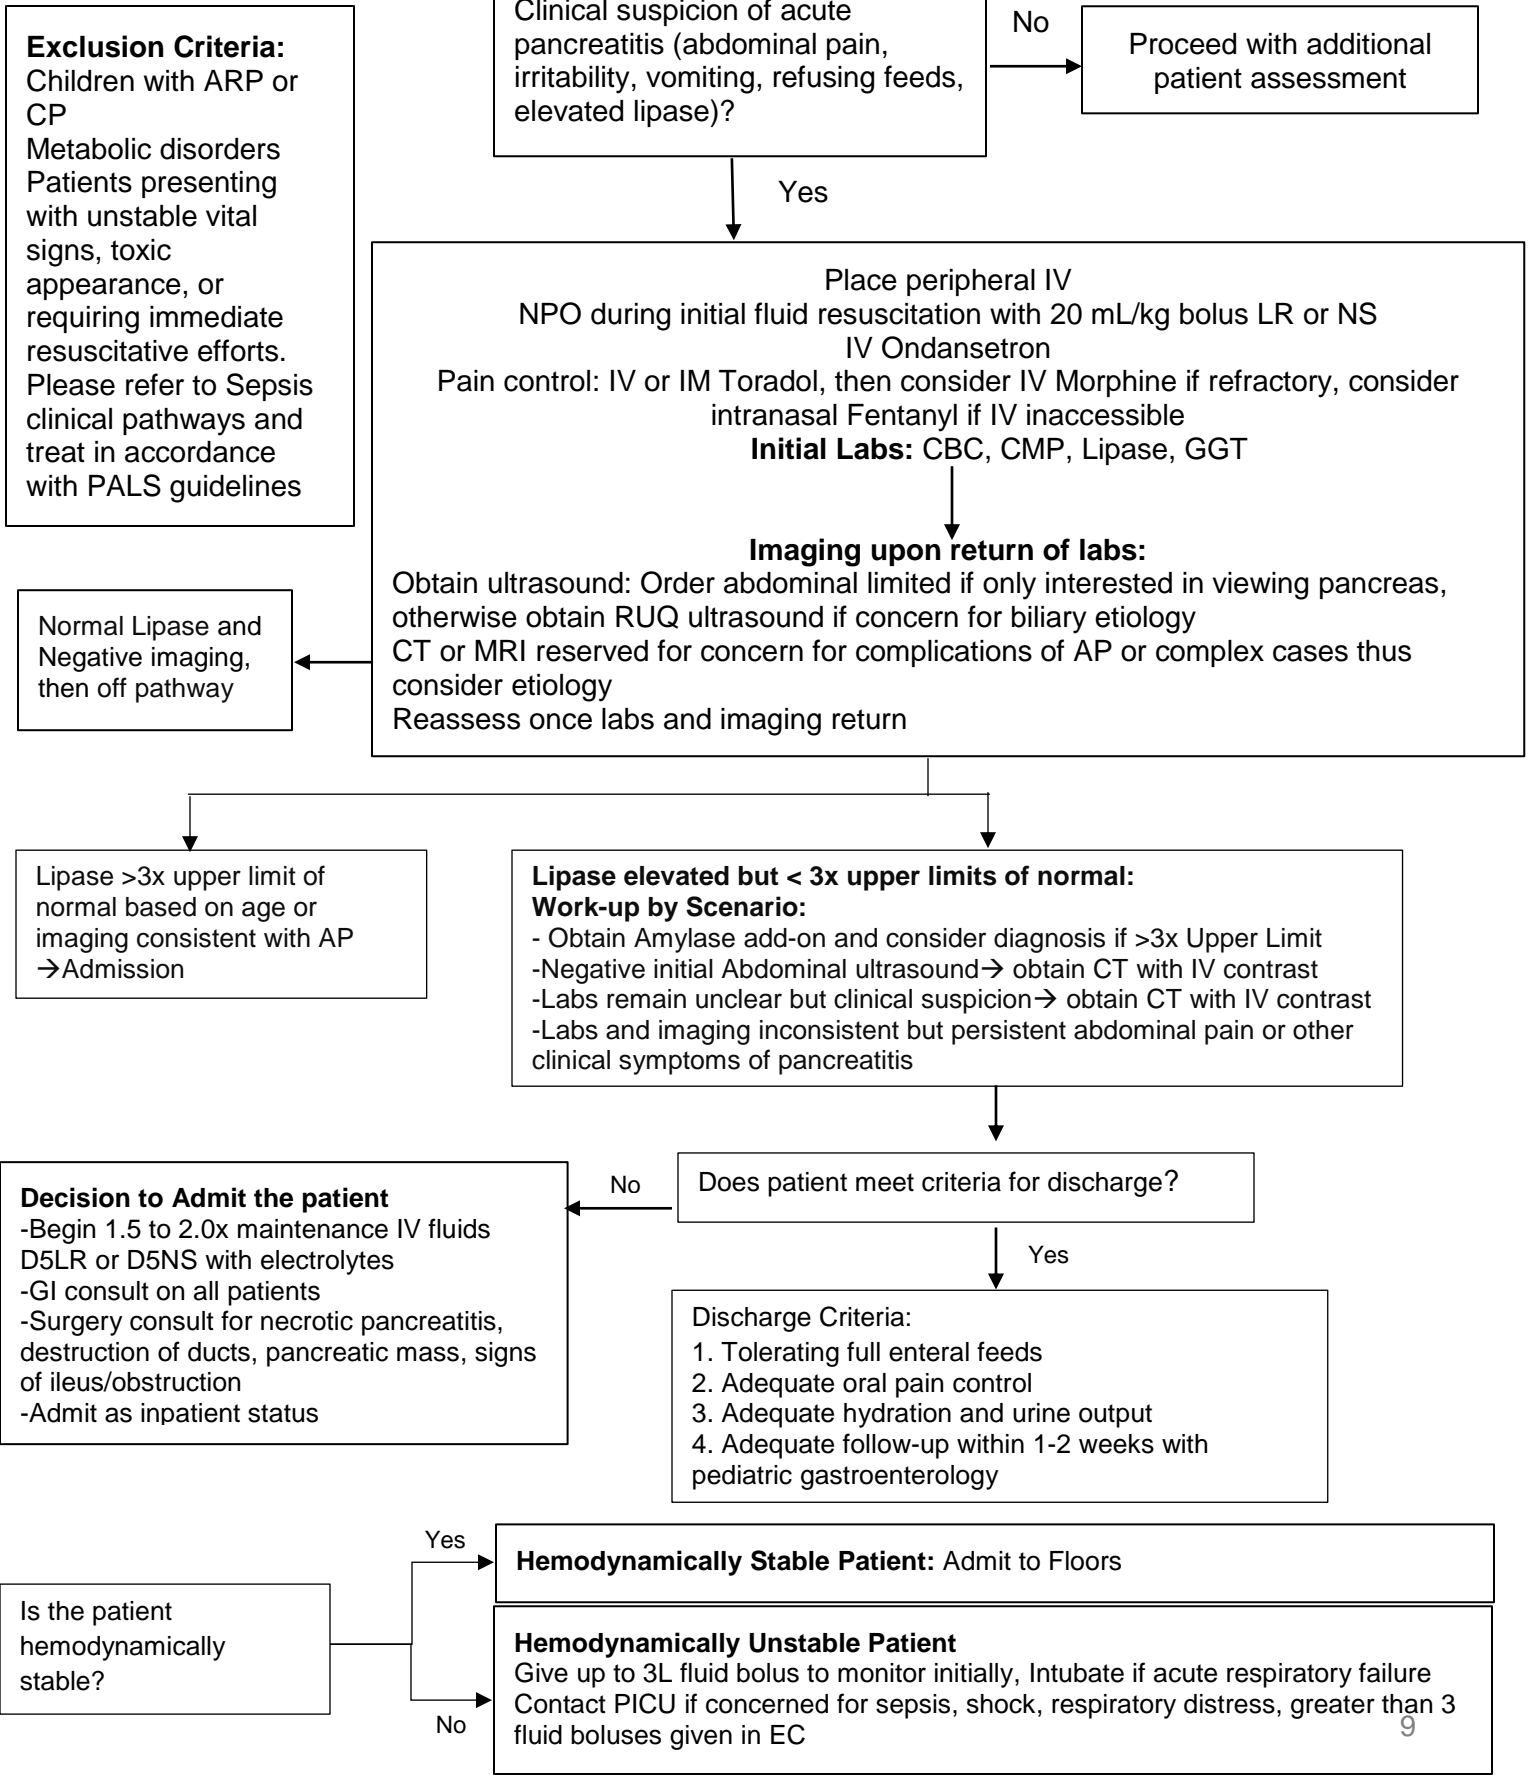 Exclusion Criteria:
Children with ARP or
CP
Metabolic disorders
Patients presenting
with unstable vital
signs, toxic
appearance, or
requiring immediate
resuscitative efforts.
Please refer to Sepsis
clinical pathways and
treat in accordance
with PALS guidelines
Clinical suspicion of acute
pancreatitis (abdominal pain,
irritability, vomiting, refusing feeds,
elevated lipase)?
No
Proceed with additional
patient assessment
Yes
Place peripheral IV
NPO during initial fluid resuscitation with 20 mL/kg bolus LR or NS
IV Ondansetron
Pain control: IV or IM Toradol, then consider IV Morphine if refractory, consider
intranasal Fentanyl if IV inaccessible
Initial Labs: CBC, CMP, Lipase, GGT
Imaging upon return of labs:
Obtain ultrasound: Order abdominal limited if only interested in viewing pancreas,
otherwise obtain RUQ ultrasound if concern for biliary etiology
CT or MRI reserved for concern for complications of AP or complex cases thus
consider etiology
Reassess once labs and imaging return
Normal Lipase and
Negative imaging,
then off pathway
Lipase >3x upper limit of
normal based on age or
imaging consistent with AP
→Admission
Lipase elevated but < 3x upper limits of normal:
Work-up by Scenario:
- Obtain Amylase add-on and consider diagnosis if >3x Upper Limit
-Negative initial Abdominal ultrasound→ obtain CT with IV contrast
-Labs remain unclear but clinical suspicion→ obtain CT with IV contrast
-Labs and imaging inconsistent but persistent abdominal pain or other
clinical symptoms of pancreatitis
Does patient meet criteria for discharge?
No
Decision to Admit the patient
-Begin 1.5 to 2.0x maintenance IV fluids
D5LR or D5NS with electrolytes
-GI consult on all patients
-Surgery consult for necrotic pancreatitis,
destruction of ducts, pancreatic mass, signs
of ileus/obstruction
-Admit as inpatient status
Yes
Discharge Criteria:
1. Tolerating full enteral feeds
2. Adequate oral pain control
3. Adequate hydration and urine output
4. Adequate follow-up within 1-2 weeks with
pediatric gastroenterology
Is the patient
hemodynamically
stable?
Yes
Hemodynamically Stable Patient: Admit to Floors
No
Hemodynamically Unstable Patient
Give up to 3L fluid bolus to monitor initially, Intubate if acute respiratory failure
Contact PICU if concerned for sepsis, shock, respiratory distress, greater than 3
fluid boluses given in EC
9